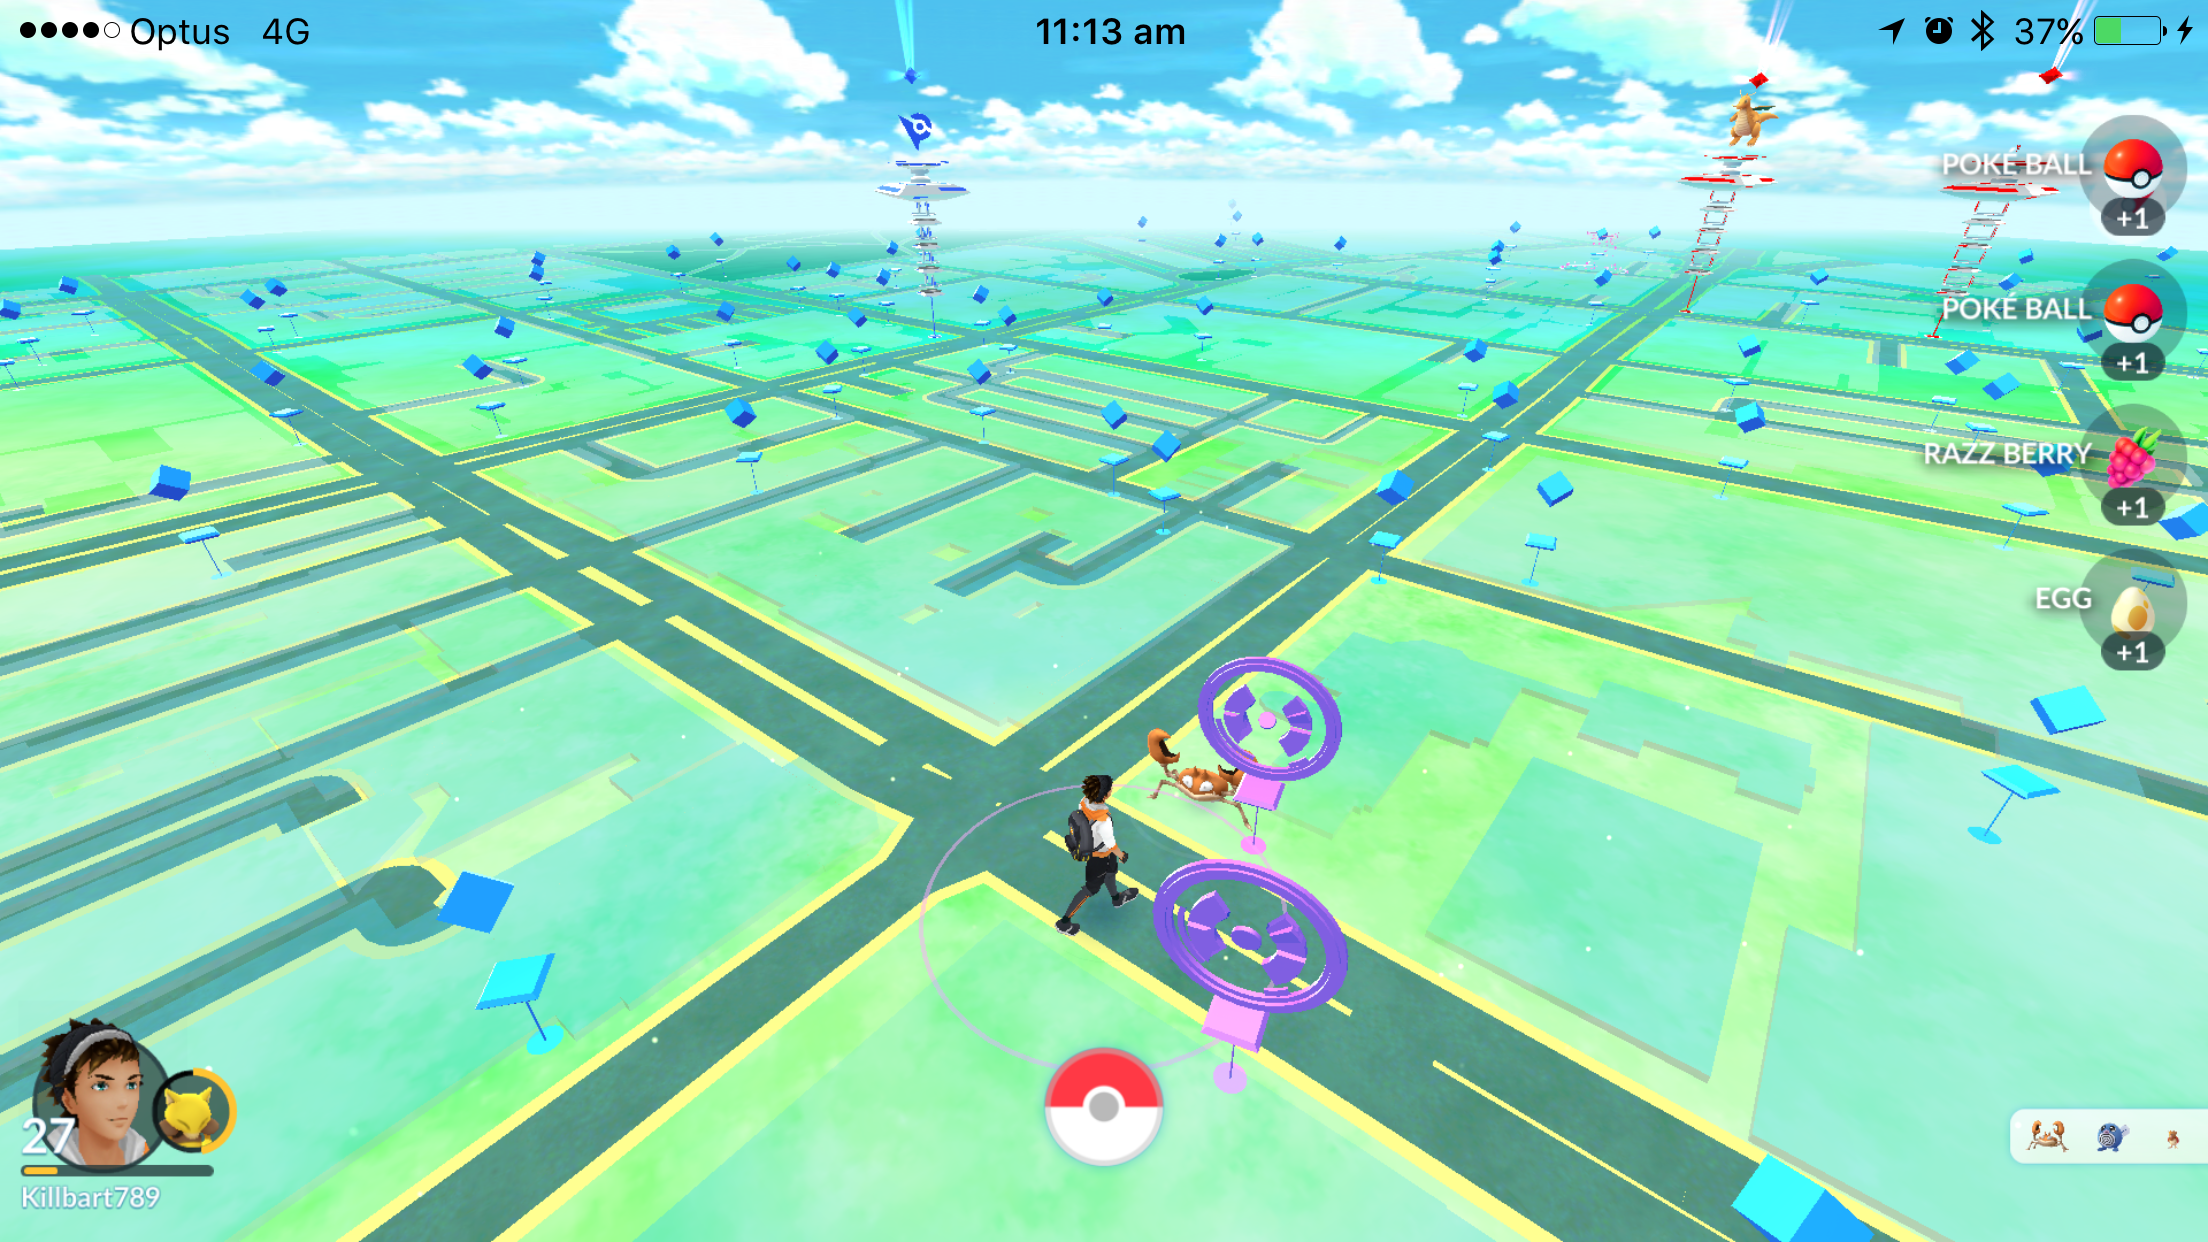 Optus 4G 11:13 am 37%
POKÉ BALL
+1
POKÉ BALL
+1
RAZZ BERRY
+1
EGG
+1
27
Killbart789